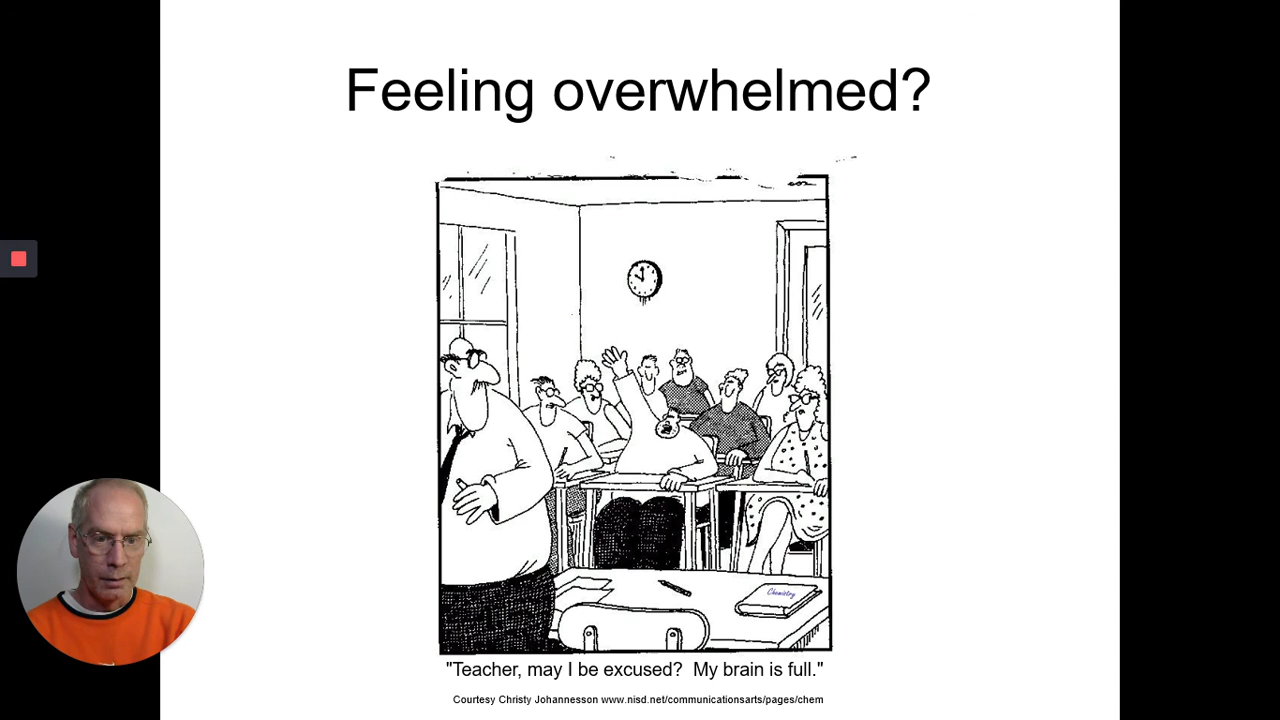 Feeling overwhelmed?
Chemistry
"Teacher, may I be excused?  My brain is full."
Courtesy Christy Johannesson www.nisd.net/communicationsarts/pages/chem